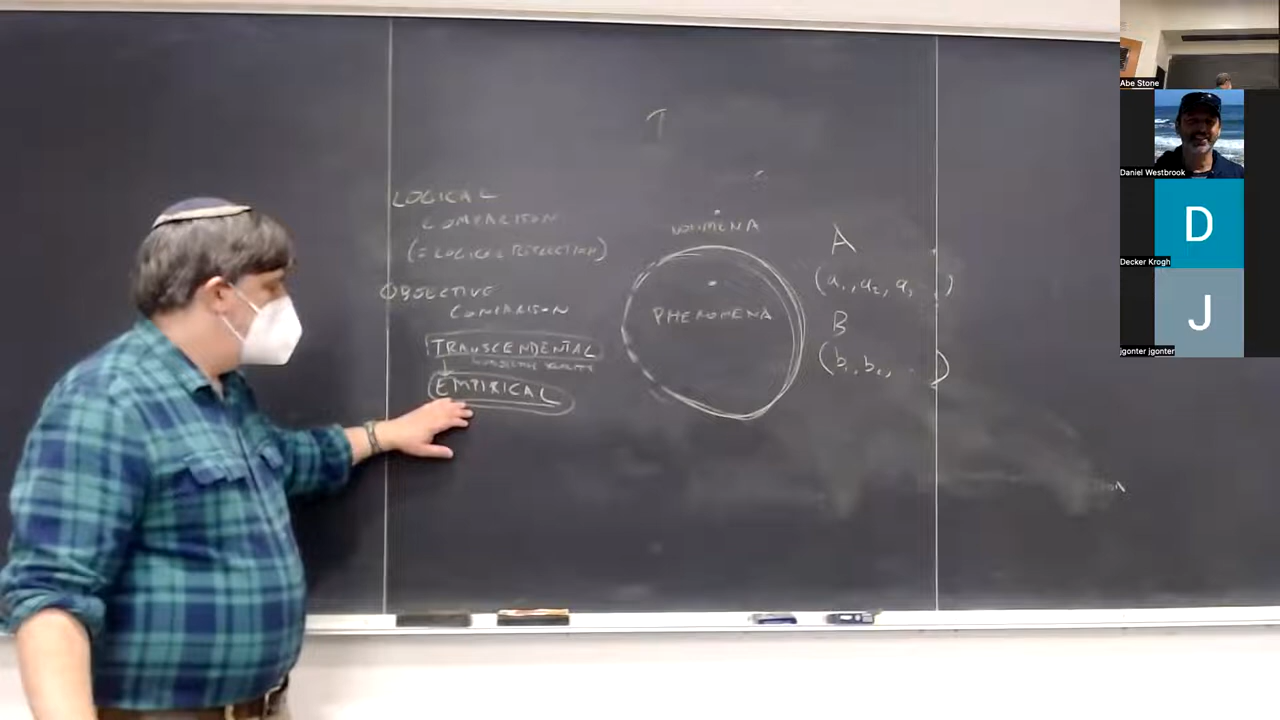 T
LOGICAL
COMPARISON
(= LOGICAL REFLECTION)
OBJECTIVE
COMPARISON
TRANSCENDENTAL
EMPIRICAL
NOUMENA
PHENOMENA
A
(a₁, a₂, a₃ . . )
B
(b₁, b₂, . . )
Abe Stone
Daniel Westbrook
D
Decker Krogh
J
jgonter jgonter